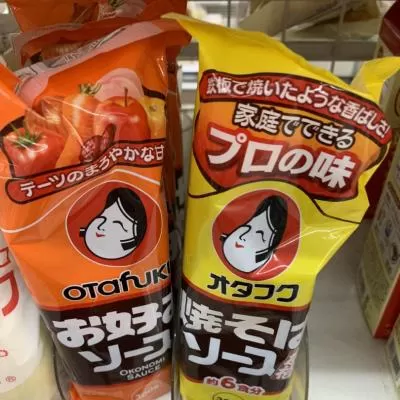 デーツのまろやかな甘
OTAFUKU
お好み
ソース
OKONOMI
SAUCE
鉄板で焼いたような香ばしさ!
家庭でできる
プロの味
オタフク
焼そば
ソース
約6食分